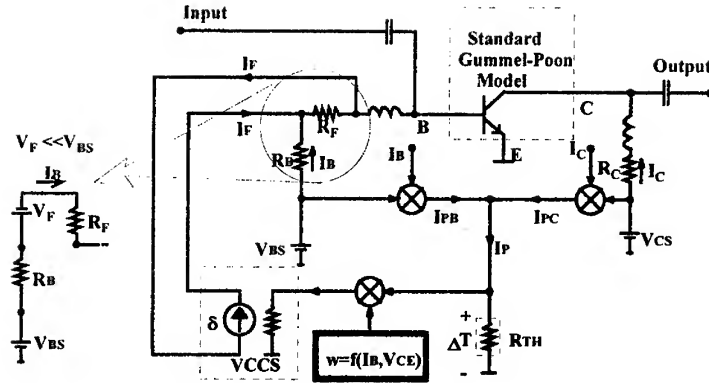 Input
Standard
Gummel-Poon
Model
Output
IF
IF
RF
B
C
E
VF <<VBS
IB
VF
RF
RB
VBS
RB
IB
IB
IC
RC
IC
IPB
IPC
VBS
VCS
IP
δ
VCCS
w=f(IB,VCE)
+
ΔT
-
RTH